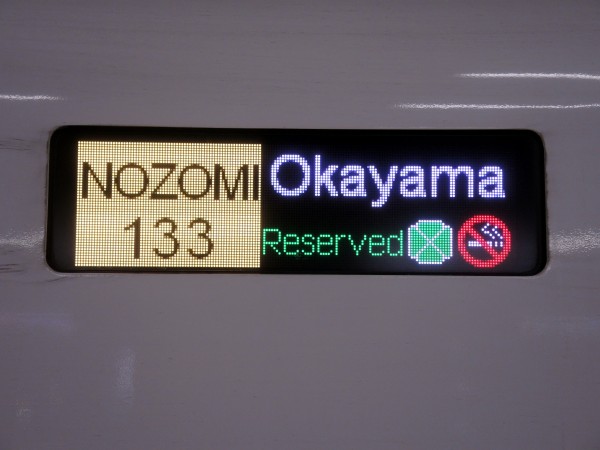 NOZOMI
133
Okayama
Reserved